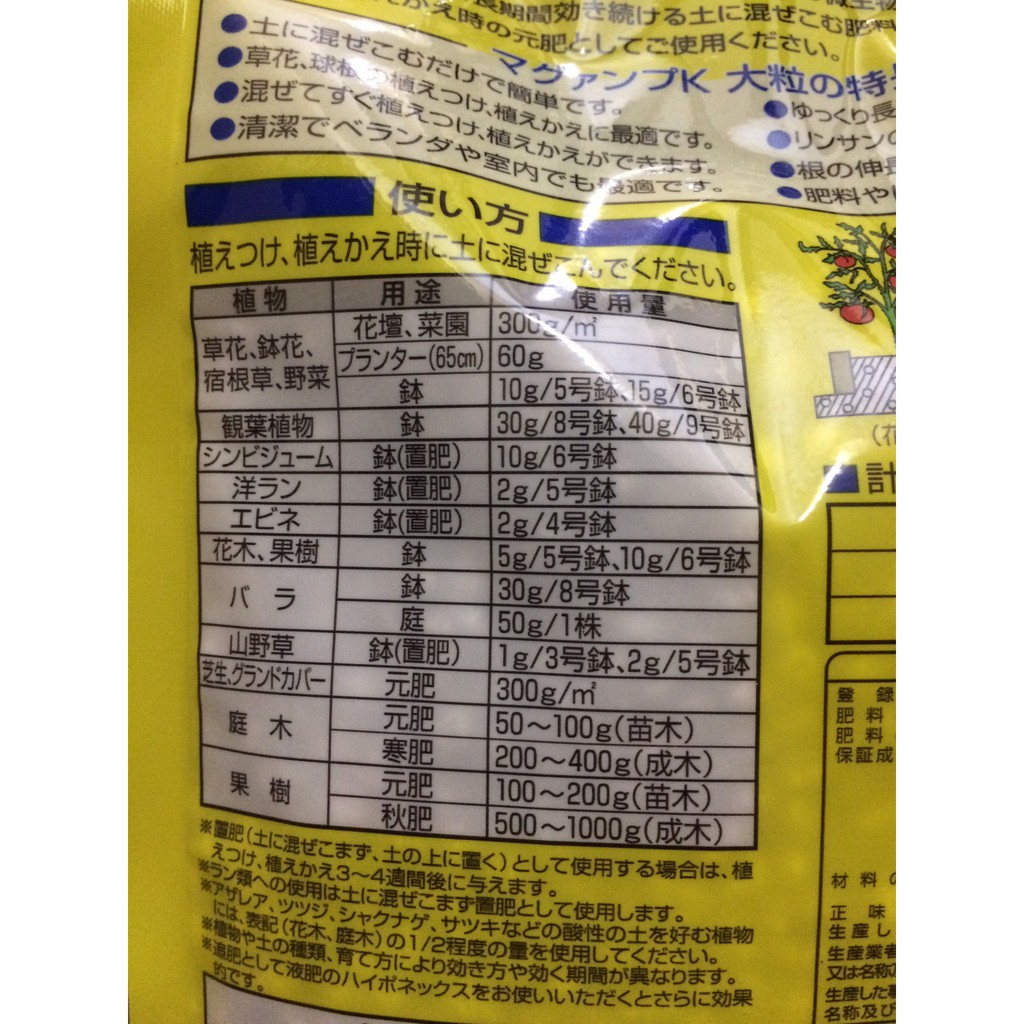 長期間効き続ける土に混ぜこむ肥料
え時の元肥としてご使用ください。
マグァンプK 大粒の特
●土に混ぜこむだけで簡単です。
●草花、球根の植えつけ、植えかえに最適です。
●混ぜてすぐ植えつけ、植えかえができます。
●清潔でベランダや室内でも最適です。
●ゆっくり長
●リンサンの
●根の伸長
●肥料や
使い方
植えつけ、植えかえ時に土に混ぜこんでください。
植物 用途 使用量
草花、鉢花、宿根草、野菜 花壇、菜園 300g/㎡
プランター(65cm) 60g
鉢 10g/5号鉢、15g/6号鉢
観葉植物 鉢 30g/8号鉢、40g/9号鉢
シンビジューム 鉢(置肥) 10g/6号鉢
洋ラン 鉢(置肥) 2g/5号鉢
エビネ 鉢(置肥) 2g/4号鉢
花木、果樹 鉢 5g/5号鉢、10g/6号鉢
バラ 鉢 30g/8号鉢
庭 50g/1株
山野草 鉢(置肥) 1g/3号鉢、2g/5号鉢
芝生、グランドカバー 元肥 300g/㎡
庭木 元肥 50〜100g(苗木)
寒肥 200〜400g(成木)
果樹 元肥 100〜200g(苗木)
秋肥 500〜1000g(成木)
※置肥(土に混ぜこまず、土の上に置く)として使用する場合は、植
えつけ、植えかえ3〜4週間後に与えます。
※ラン類への使用は土に混ぜこまず置肥として使用します。
※アザレア、ツツジ、シャクナゲ、サツキなどの酸性の土を好む植物
には、表記(花木、庭木)の1/2程度の量を使用してください。
※植物や土の種類、育て方により効き方や効く期間が異なります。
※追肥として液肥のハイポネックスをお使いいただくとさらに効果
的です。
(花
計
登録
肥料
肥料
保証成
材料の
正味
生産し
生産業者
又は名称
生産した事
名称及び